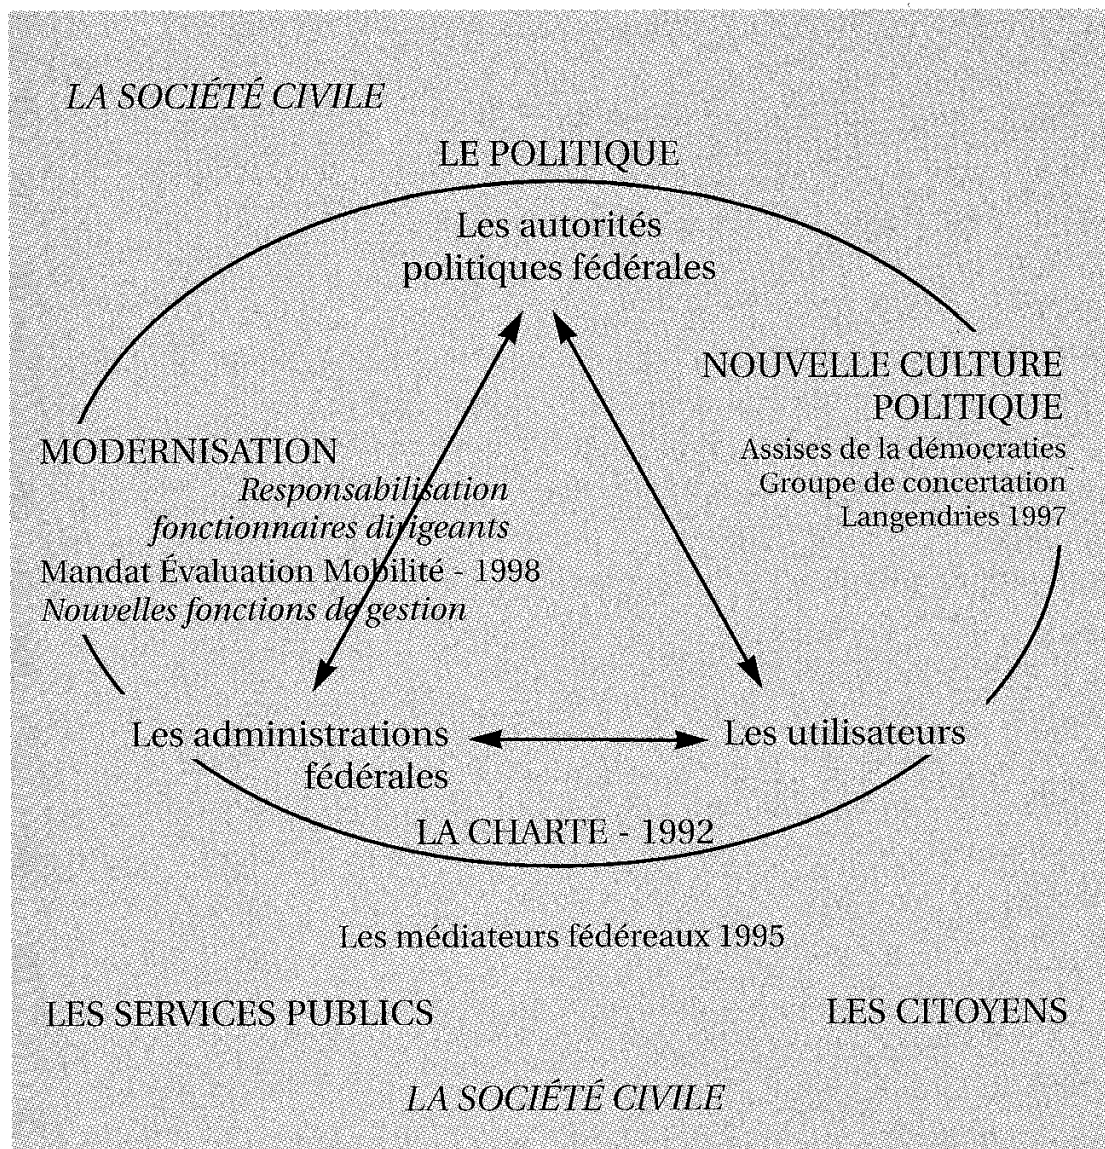 LA SOCIÉTÉ CIVILE
LE POLITIQUE
Les autorités
politiques fédérales
NOUVELLE CULTURE
POLITIQUE
Assises de la démocraties
Groupe de concertation
Langendries 1997
MODERNISATION
Responsabilisation
fonctionnaires dirigeants
Mandat Évaluation Mobilité - 1998
Nouvelles fonctions de gestion
Les administrations
fédérales
Les utilisateurs
LA CHARTE - 1992
Les médiateurs fédéreaux 1995
LES SERVICES PUBLICS
LES CITOYENS
LA SOCIÉTÉ CIVILE